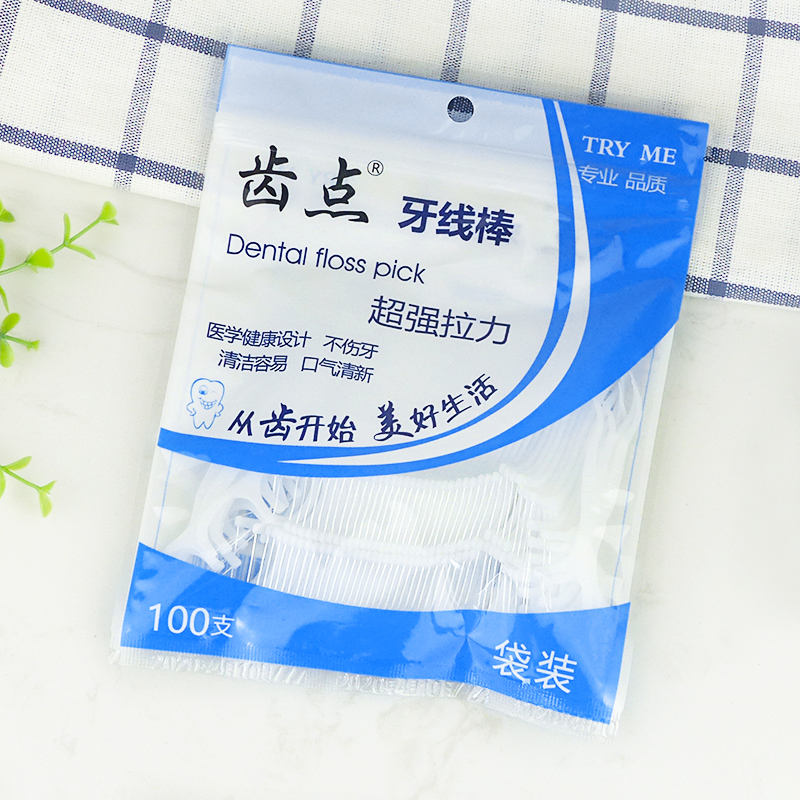 TRY ME
专业 品质
齿点® 牙线棒
Dental floss pick
超强拉力
医学健康设计 不伤牙
清洁容易 口气清新
从齿开始 美好生活
100支
袋装